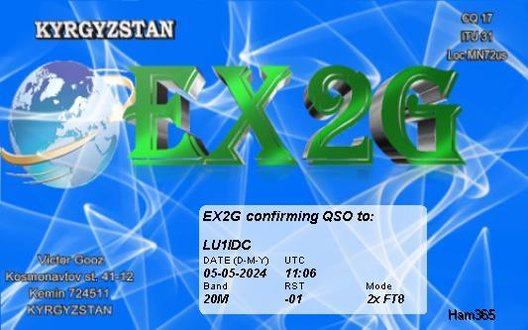 KYRGYZSTAN
CQ 17
ITU 31
Loc MN72us
EX2G
EX2G confirming QSO to:
LU1IDC
DATE (D-M-Y) UTC
05-05-2024 11:06
Band RST Mode
20M -01 2x FT8
Victor Gooz
Kosmonavtov st. 41-12
Kemin 724511
KYRGYZSTAN
Ham365